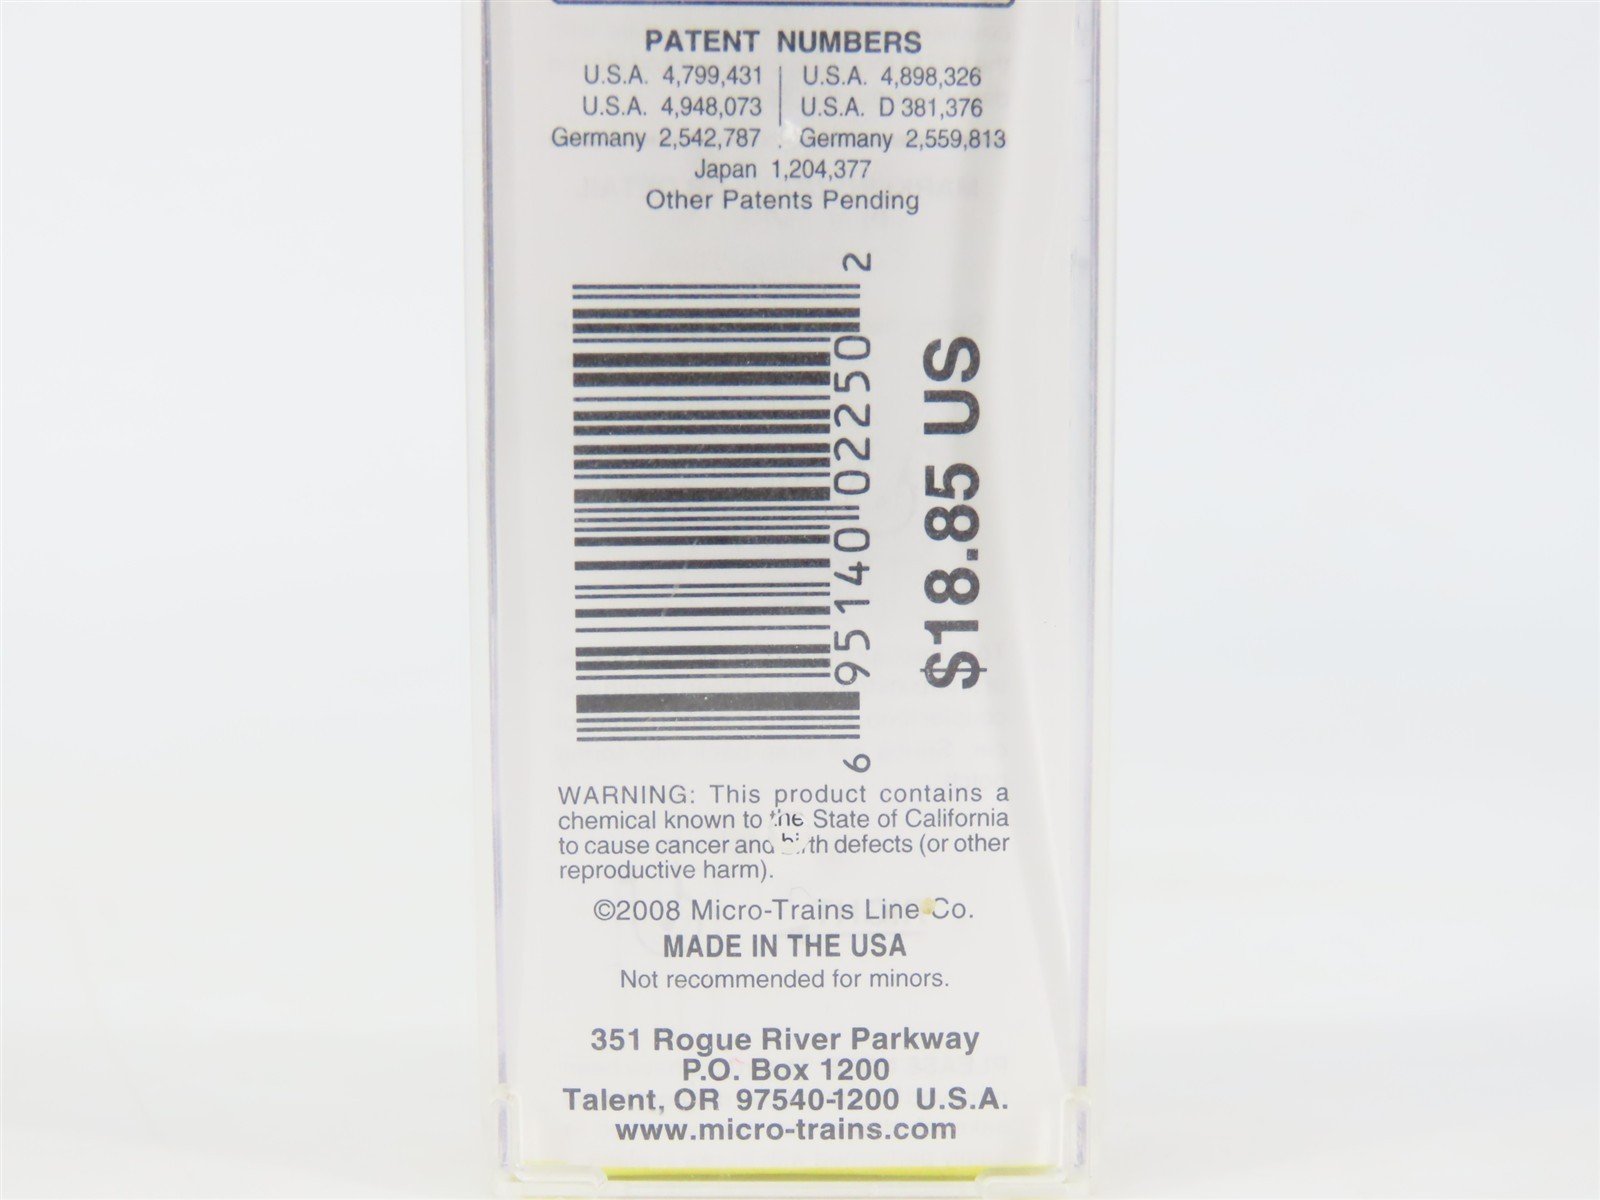 PATENT NUMBERS
U.S.A. 4,799,431 | U.S.A. 4,898,326
U.S.A. 4,948,073 | U.S.A. D 381,376
Germany 2,542,787 Germany 2,559,813
Japan 1,204,377
Other Patents Pending
6 95140 02250 2
$18.85 US
WARNING: This product contains a
chemical known to the State of California
to cause cancer and birth defects (or other
reproductive harm).
©2008 Micro-Trains Line Co.
MADE IN THE USA
Not recommended for minors.
351 Rogue River Parkway
P.O. Box 1200
Talent, OR 97540-1200 U.S.A.
www.micro-trains.com